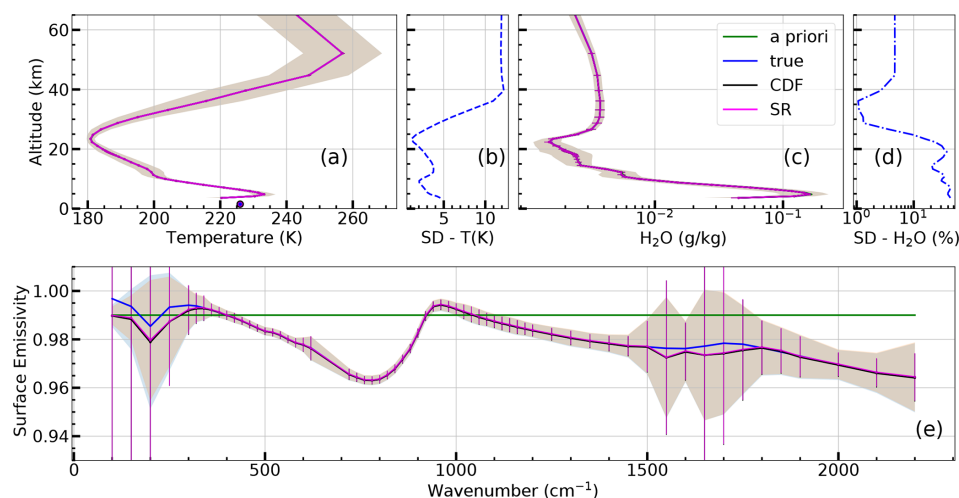 60
40
20
0
Altitude (km)
180
200
220
240
260
Temperature (K)
(a)
5
10
SD - T(K)
(b)
10⁻²
10⁻¹
H₂O (g/kg)
(c)
a priori
true
CDF
SR
10⁰
10¹
SD - H₂O (%)
(d)
1.00
0.98
0.96
0.94
Surface Emissivity
0
500
1000
1500
2000
Wavenumber (cm⁻¹)
(e)